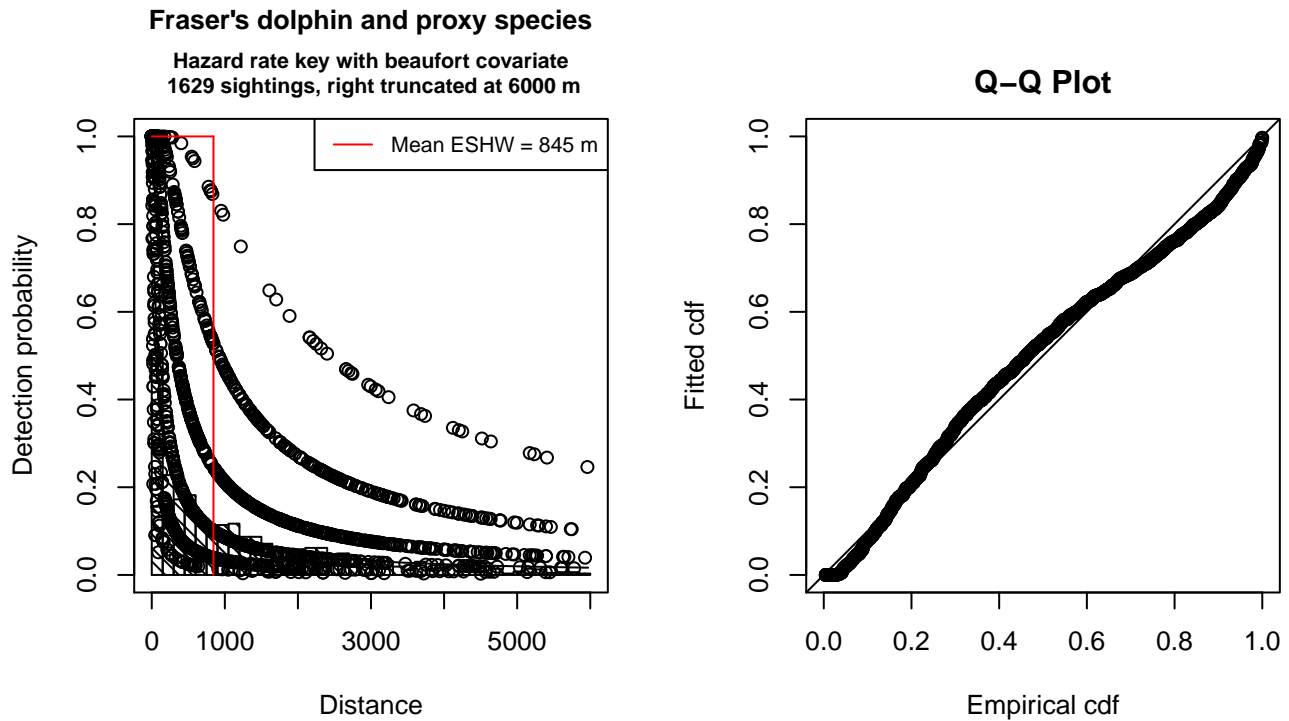 Fraser's dolphin and proxy species
Hazard rate key with beaufort covariate
1629 sightings, right truncated at 6000 m
Mean ESHW = 845 m
Detection probability
0.0 0.2 0.4 0.6 0.8 1.0
0 1000 3000 5000
Distance
Q−Q Plot
Fitted cdf
0.0 0.2 0.4 0.6 0.8 1.0
0.0 0.2 0.4 0.6 0.8 1.0
Empirical cdf